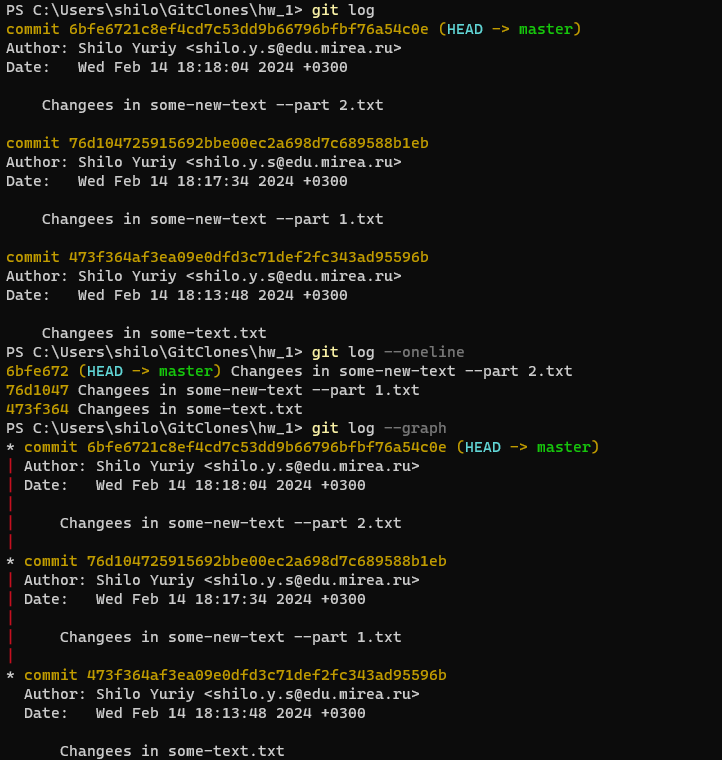 PS C:\Users\shilo\GitClones\hw_1> git log
commit 6bfe6721c8ef4cd7c53dd9b66796bfbf76a54c0e (HEAD -> master)
Author: Shilo Yuriy <shilo.y.s@edu.mirea.ru>
Date:   Wed Feb 14 18:18:04 2024 +0300

    Changees in some-new-text --part 2.txt

commit 76d104725915692bbe00ec2a698d7c689588b1eb
Author: Shilo Yuriy <shilo.y.s@edu.mirea.ru>
Date:   Wed Feb 14 18:17:34 2024 +0300

    Changees in some-new-text --part 1.txt

commit 473f364af3ea09e0dfd3c71def2fc343ad95596b
Author: Shilo Yuriy <shilo.y.s@edu.mirea.ru>
Date:   Wed Feb 14 18:13:48 2024 +0300

    Changees in some-text.txt
PS C:\Users\shilo\GitClones\hw_1> git log --oneline
6bfe672 (HEAD -> master) Changees in some-new-text --part 2.txt
76d1047 Changees in some-new-text --part 1.txt
473f364 Changees in some-text.txt
PS C:\Users\shilo\GitClones\hw_1> git log --graph
* commit 6bfe6721c8ef4cd7c53dd9b66796bfbf76a54c0e (HEAD -> master)
| Author: Shilo Yuriy <shilo.y.s@edu.mirea.ru>
| Date:   Wed Feb 14 18:18:04 2024 +0300
|
|     Changees in some-new-text --part 2.txt
|
* commit 76d104725915692bbe00ec2a698d7c689588b1eb
| Author: Shilo Yuriy <shilo.y.s@edu.mirea.ru>
| Date:   Wed Feb 14 18:17:34 2024 +0300
|
|     Changees in some-new-text --part 1.txt
|
* commit 473f364af3ea09e0dfd3c71def2fc343ad95596b
  Author: Shilo Yuriy <shilo.y.s@edu.mirea.ru>
  Date:   Wed Feb 14 18:13:48 2024 +0300

      Changees in some-text.txt